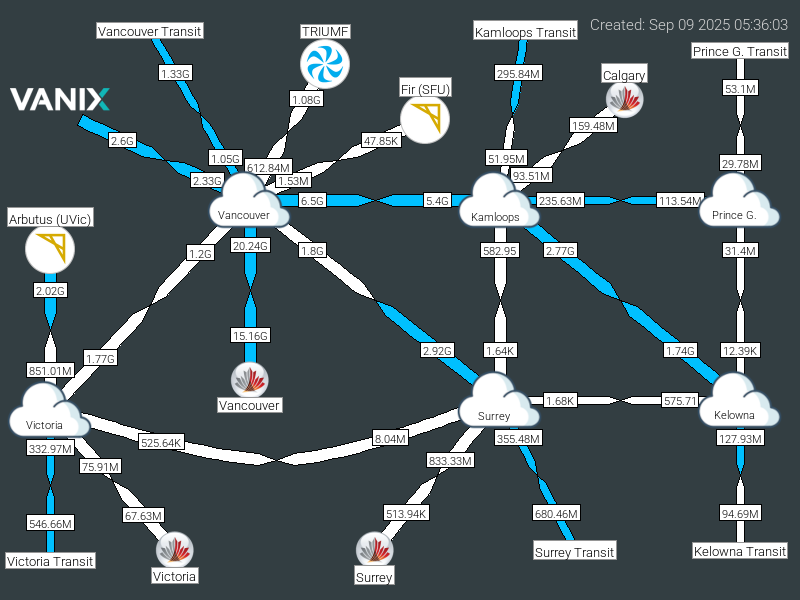 Created: Sep 09 2025 05:36:03
Vancouver Transit
TRIUMF
Kamloops Transit
Prince G. Transit
1.33G
295.84M
Calgary
53.1M
VANIX
1.08G
Fir (SFU)
159.48M
2.6G
47.85K
1.05G
612.84M
51.95M
29.78M
2.33G
1.53M
93.51M
6.5G
5.4G
235.63M
113.54M
Vancouver
Kamloops
Prince G.
Arbutus (UVic)
1.2G
20.24G
1.8G
582.95
2.77G
31.4M
2.02G
15.16G
851.01M
1.77G
2.92G
1.64K
1.74G
12.39K
Vancouver
1.68K
575.71
Victoria
Surrey
Kelowna
332.97M
525.64K
8.04M
355.48M
127.93M
75.91M
833.33M
546.66M
67.63M
513.94K
680.46M
94.69M
Victoria Transit
Victoria
Surrey
Surrey Transit
Kelowna Transit